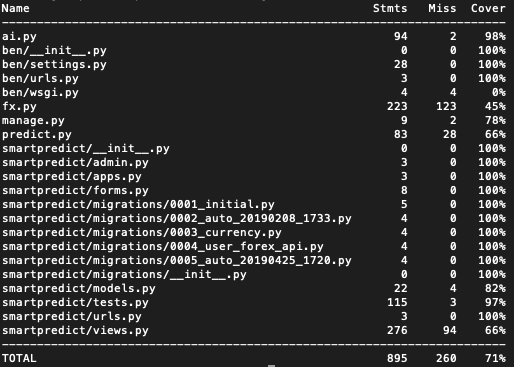 Name Stmts Miss Cover
ai.py 94 2 98%
ben/__init__.py 0 0 100%
ben/settings.py 28 0 100%
ben/urls.py 3 0 100%
ben/wsgi.py 4 4 0%
fx.py 223 123 45%
manage.py 9 2 78%
predict.py 83 28 66%
smartpredict/__init__.py 0 0 100%
smartpredict/admin.py 3 0 100%
smartpredict/apps.py 3 0 100%
smartpredict/forms.py 8 0 100%
smartpredict/migrations/0001_initial.py 5 0 100%
smartpredict/migrations/0002_auto_20190208_1733.py 4 0 100%
smartpredict/migrations/0003_currency.py 4 0 100%
smartpredict/migrations/0004_user_forex_api.py 4 0 100%
smartpredict/migrations/0005_auto_20190425_1720.py 4 0 100%
smartpredict/migrations/__init__.py 0 0 100%
smartpredict/models.py 22 4 82%
smartpredict/tests.py 115 3 97%
smartpredict/urls.py 3 0 100%
smartpredict/views.py 276 94 66%
TOTAL 895 260 71%